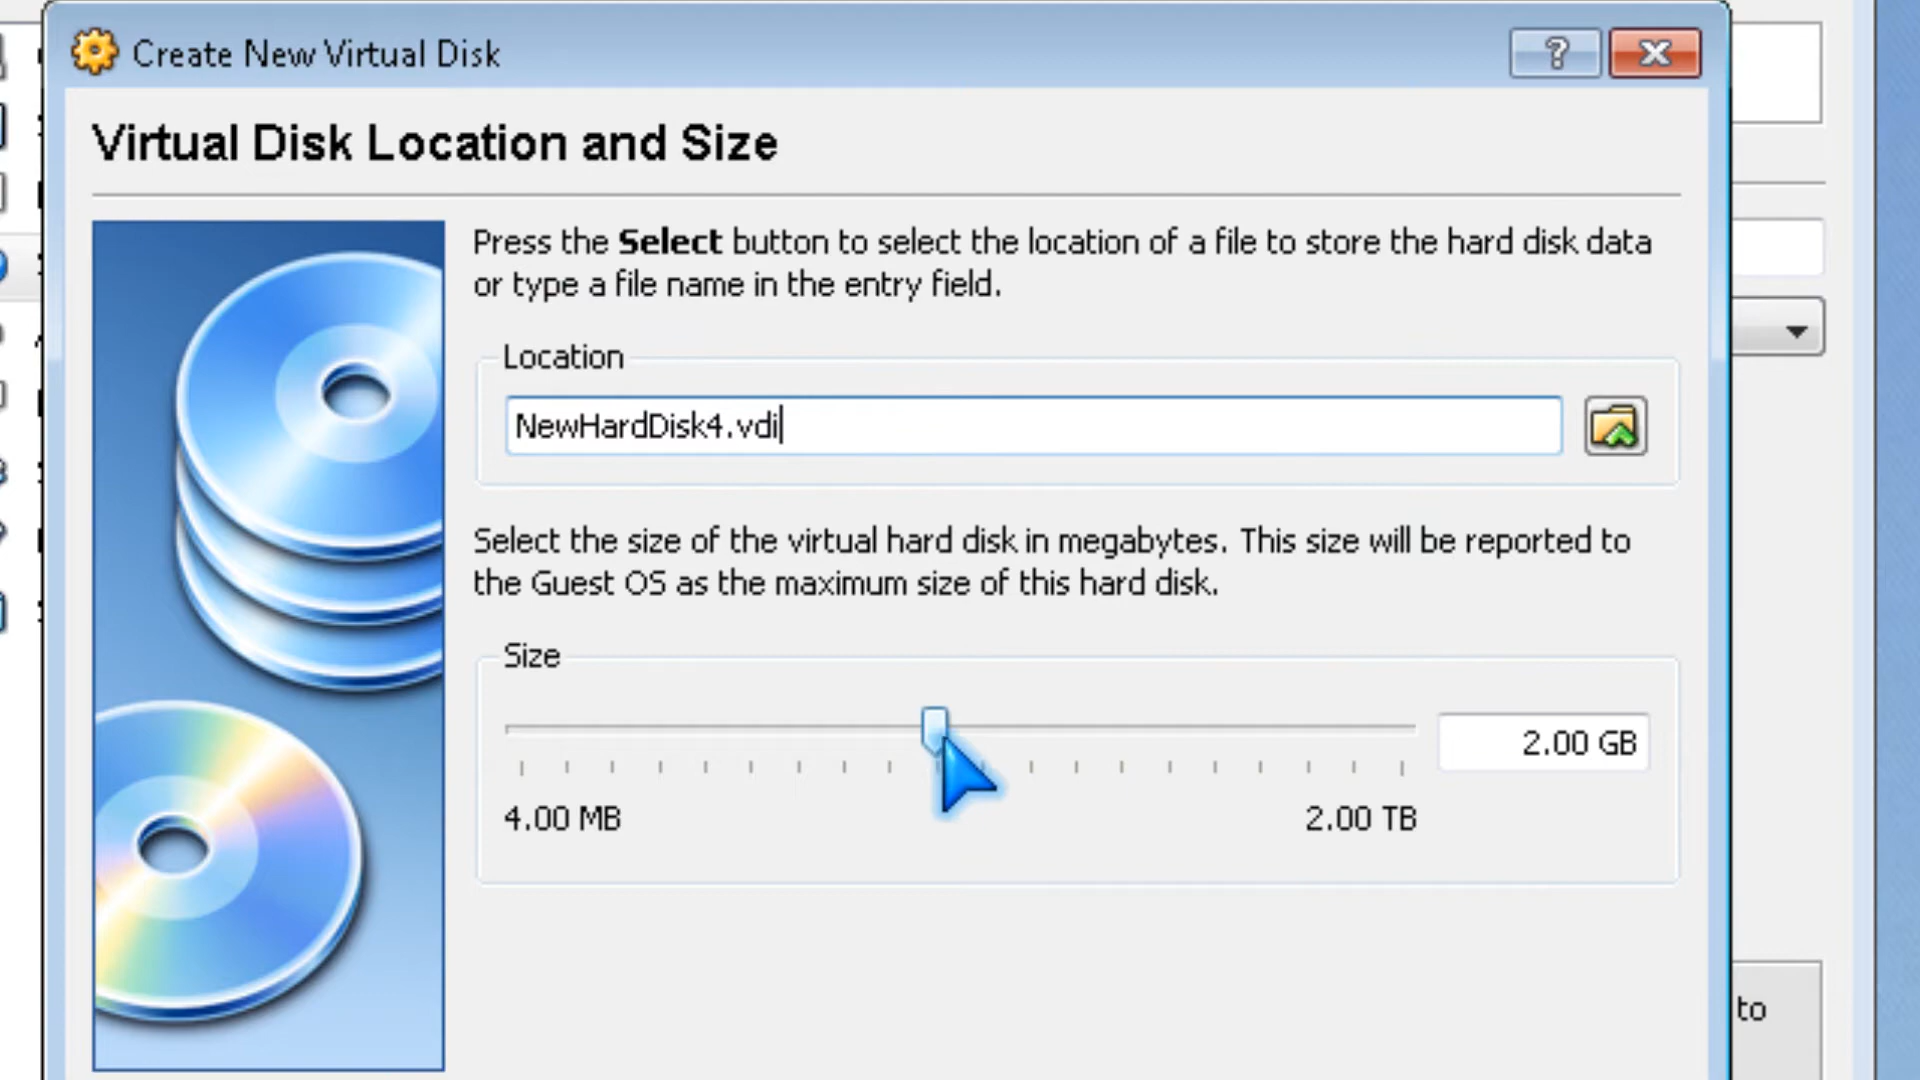 Create New Virtual Disk
?
Virtual Disk Location and Size
Press the Select button to select the location of a file to store the hard disk data
or type a file name in the entry field.
Location
NewHardDisk4.vdi
Select the size of the virtual hard disk in megabytes. This size will be reported to
the Guest OS as the maximum size of this hard disk.
Size
2.00 GB
4.00 MB 2.00 TB
to